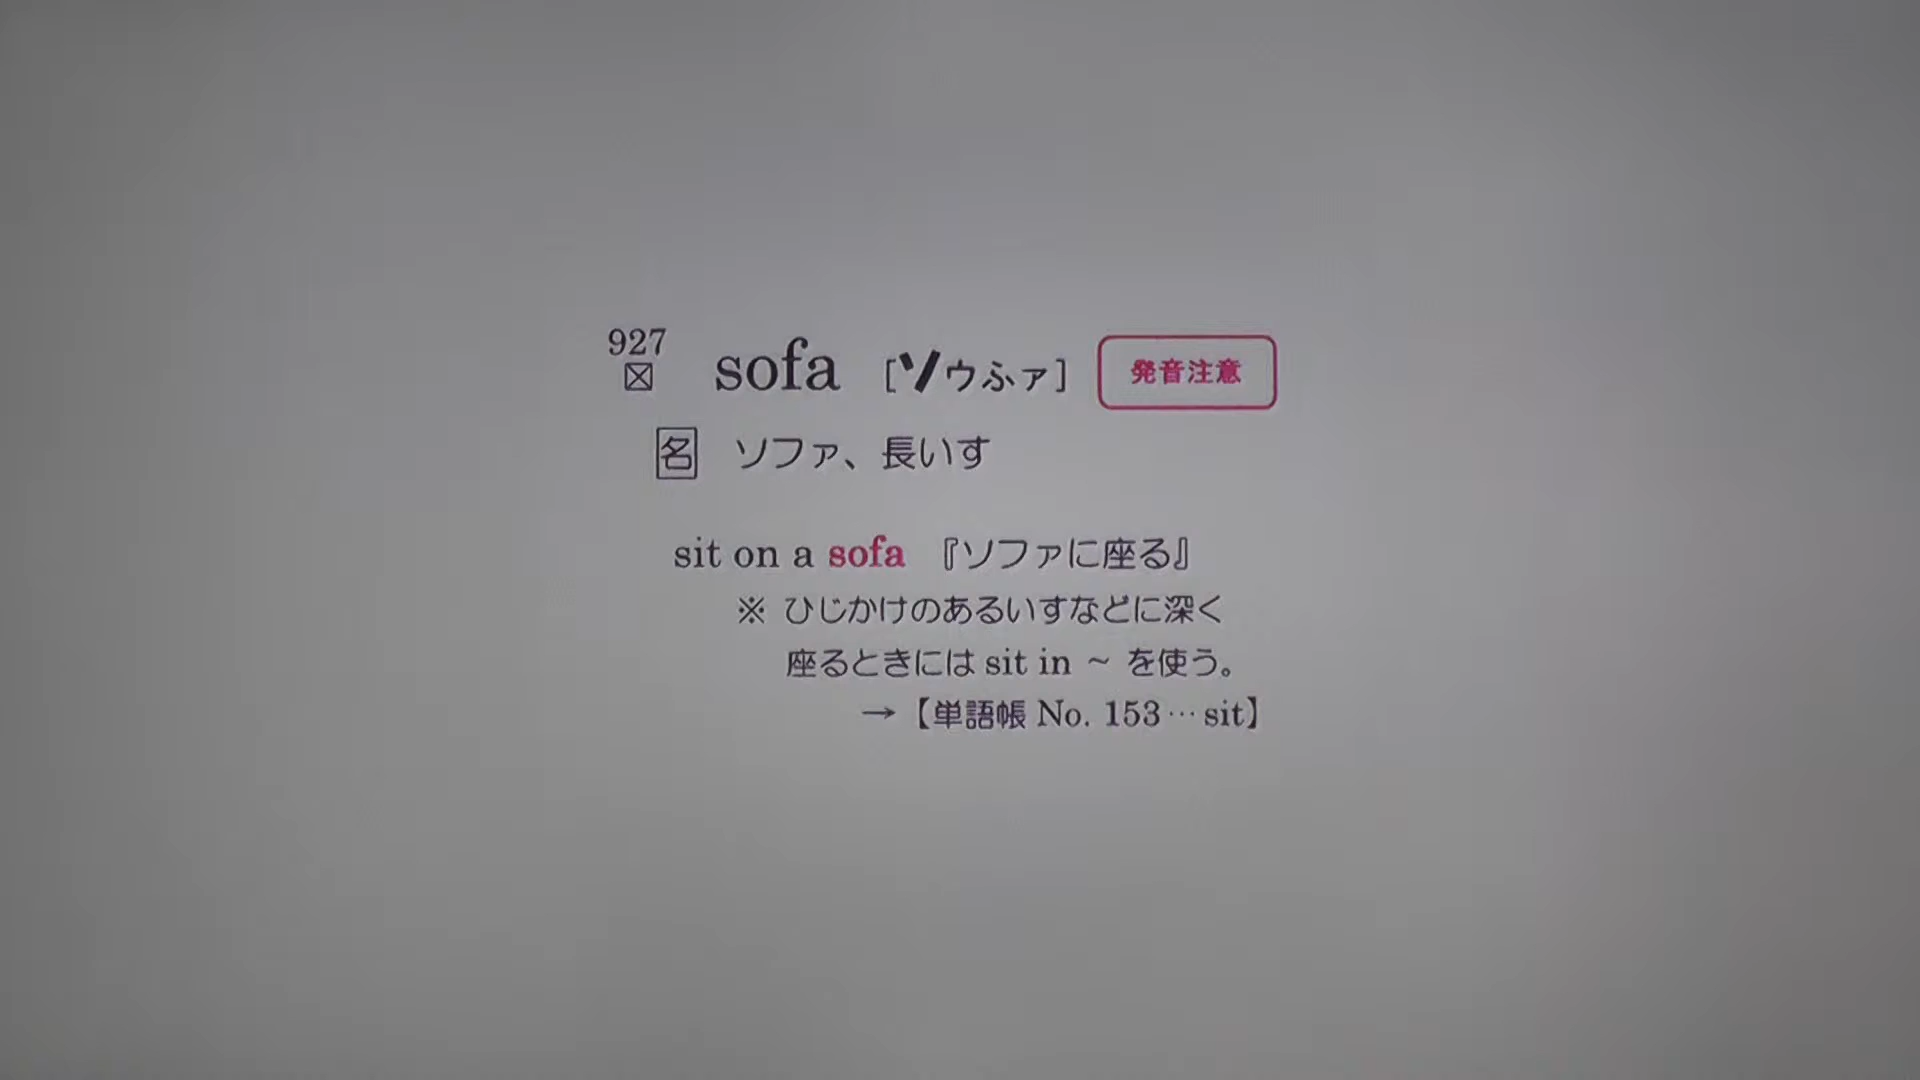 927
☒ sofa [ソウふァ] 発音注意
名 ソファ、長いす
sit on a sofa 『ソファに座る』
※ ひじかけのあるいすなどに深く
座るときには sit in ~ を使う。
→【単語帳 No. 153…sit】